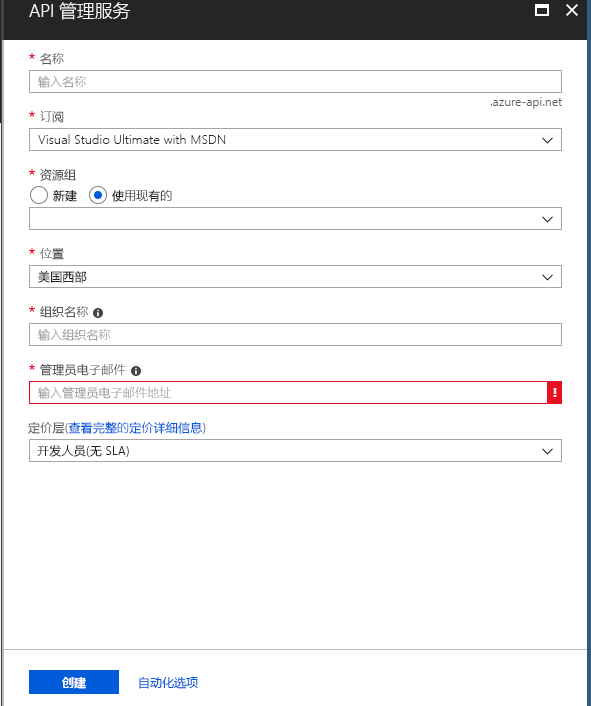 API 管理服务
* 名称
输入名称
.azure-api.net
* 订阅
Visual Studio Ultimate with MSDN
* 资源组
新建 使用现有的
* 位置
美国西部
* 组织名称
输入组织名称
* 管理员电子邮件
输入管理员电子邮件地址
定价层(查看完整的定价详细信息)
开发人员(无 SLA)
创建 自动化选项